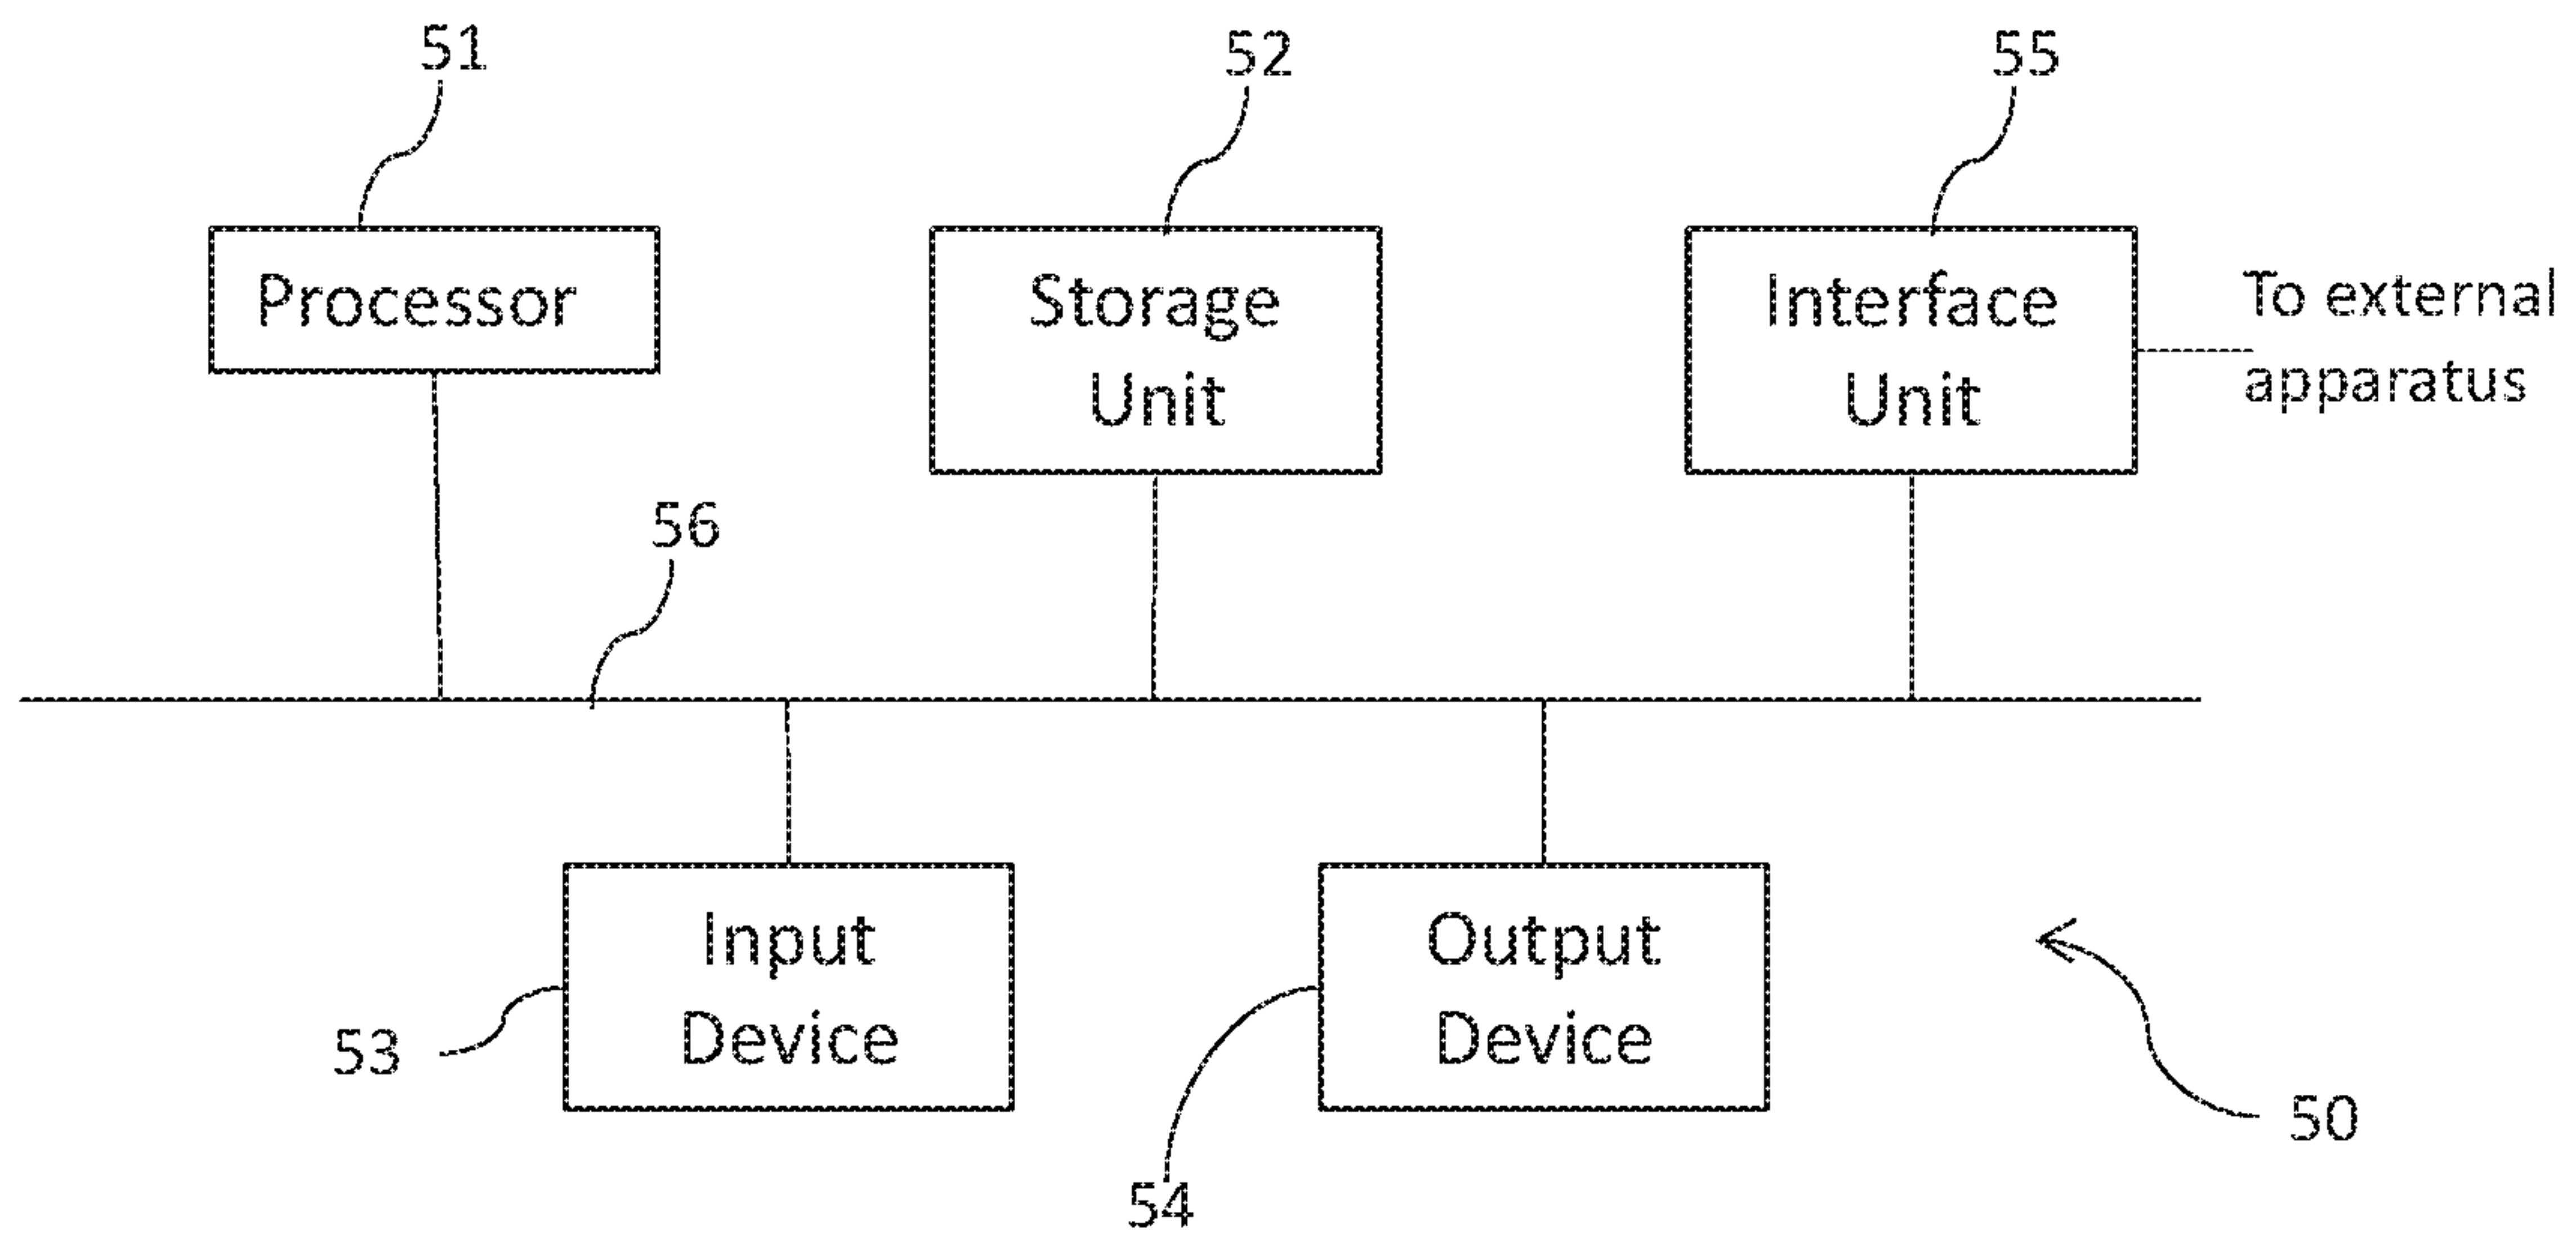 51
52
55
Processor
Storage
Unit
Interface
Unit
To external
apparatus
56
Input
Device
Output
Device
53
54
50